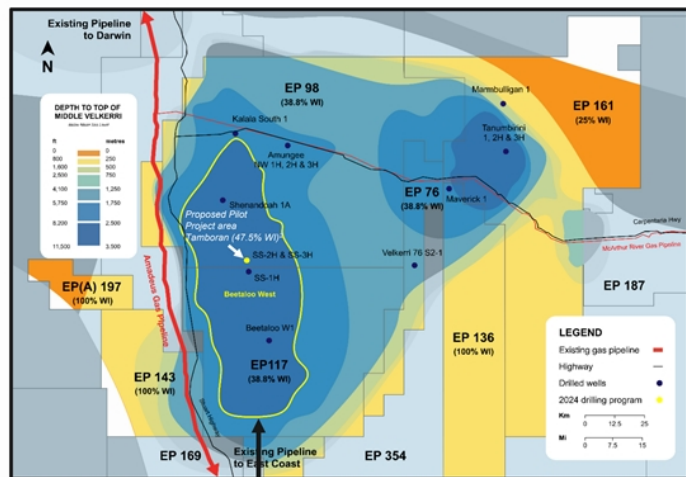 Existing Pipeline
to Darwin
N
DEPTH TO TOP OF
MIDDLE VELKERRI
ft
metres
0
0
800
250
1,600
500
2,500
750
4,100
1,250
5,750
1,750
8,200
2,500
11,500
3,500
EP 98
(38.8% WI)
Marmbulligan 1
EP 161
(25% WI)
Kalala South 1
Tanumbirini
1, 2H & 3H
Amungee
NW 1H, 2H & 3H
EP 76
(38.8% WI)
Maverick 1
Shenandoah 1A
Carpentaria Hwy
McArthur River Gas Pipeline
Proposed Pilot
Project area
Tamboran (47.5% WI)
SS-2H & SS-3H
SS-1H
Velkerri 76 S2-1
EP(A) 197
(100% WI)
Amadeus Gas Pipeline
Beetaloo West
EP 187
Beetaloo W1
EP 136
(100% WI)
EP117
(38.8% WI)
EP 143
(100% WI)
Stuart Highway
LEGEND
Existing gas pipeline
Highway
Drilled wells
2024 drilling program
Km
0 12.5 25
Mi
0 7.5 15
EP 169
Existing Pipeline
to East Coast
EP 354